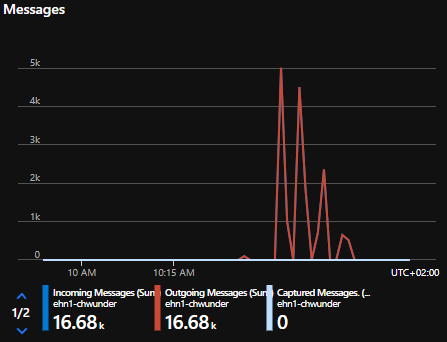 Messages
5k
4k
3k
2k
1k
0
10 AM
10:15 AM
UTC+02:00
1/2
Incoming Messages (Sum)
ehn1-chwunder
16.68 k
Outgoing Messages (Sum)
ehn1-chwunder
16.68 k
Captured Messages. (...
ehn1-chwunder
0